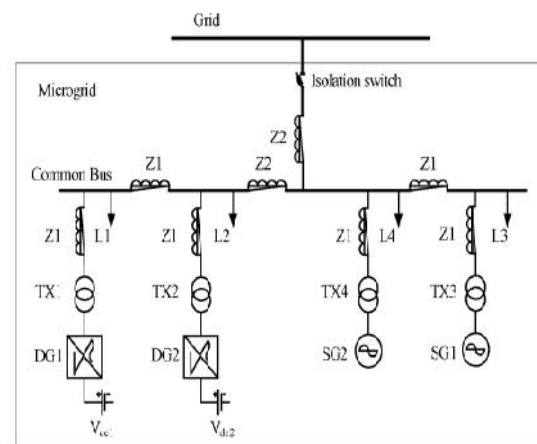 Grid
Isolation switch
Microgrid
Z2
Z1 Z2 Z1
Common Bus
Z1 L1 Z1 L2 Z1 L4 Z1 L3
TX1 TX2 TX4 TX3
DG1 DG2 SG2 SG1
Vdc2